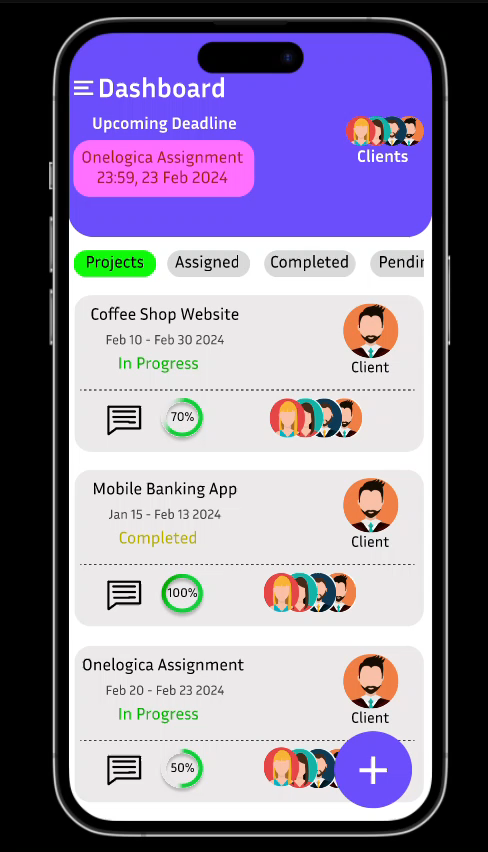 Dashboard
Upcoming Deadline
Onelogica Assignment
23:59, 23 Feb 2024
Clients
Projects
Assigned
Completed
Pendin
Coffee Shop Website
Feb 10 - Feb 30 2024
In Progress
Client
70%
Mobile Banking App
Jan 15 - Feb 13 2024
Completed
Client
100%
Onelogica Assignment
Feb 20 - Feb 23 2024
In Progress
Client
50%